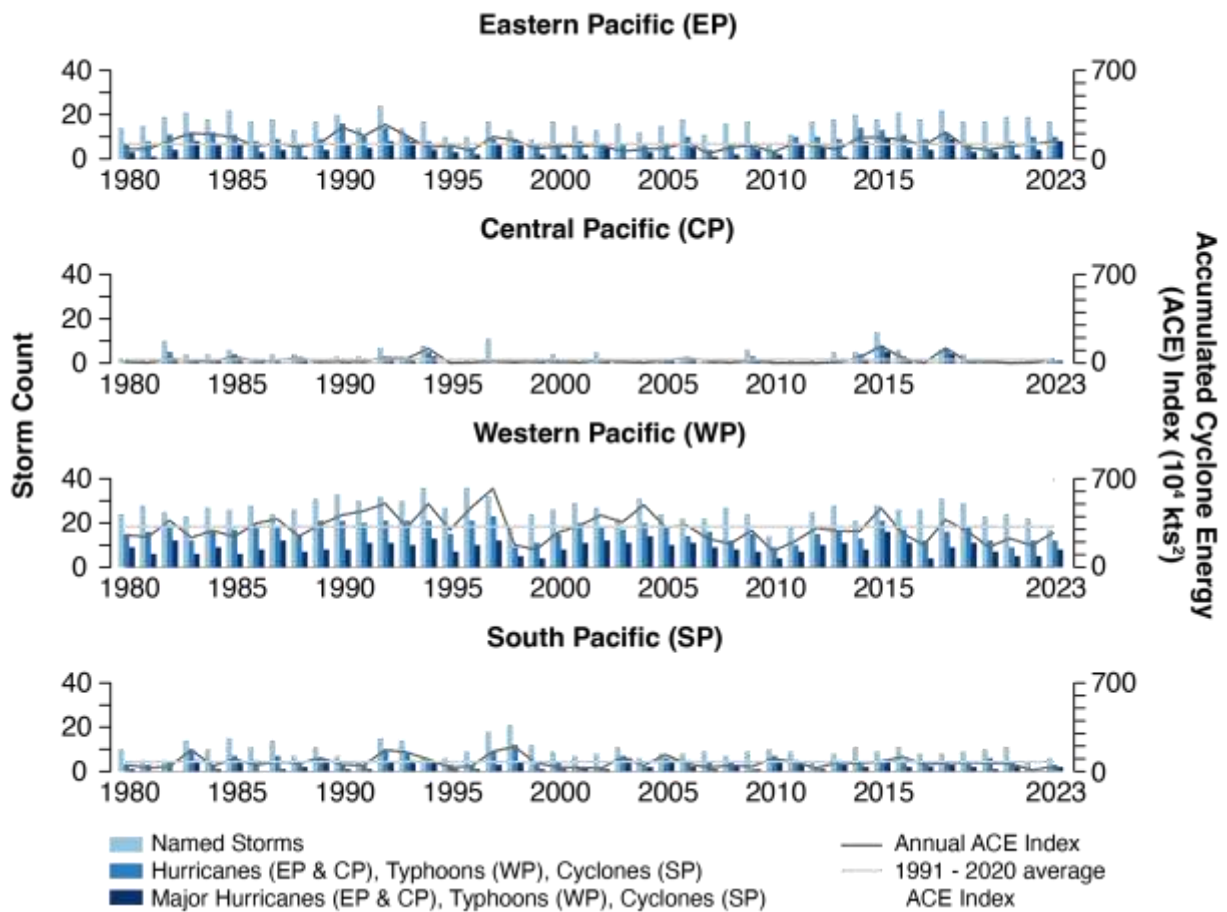 Eastern Pacific (EP)
40
20
0
700
0
1980 1985 1990 1995 2000 2005 2010 2015 2023
Central Pacific (CP)
40
20
0
700
0
1980 1985 1990 1995 2000 2005 2010 2015 2023
Western Pacific (WP)
40
20
0
700
0
1980 1985 1990 1995 2000 2005 2010 2015 2023
South Pacific (SP)
40
20
0
700
0
1980 1985 1990 1995 2000 2005 2010 2015 2023
Storm Count
Accumulated Cyclone Energy
(ACE) Index (10⁴ kts²)
Named Storms
Hurricanes (EP & CP), Typhoons (WP), Cyclones (SP)
Major Hurricanes (EP & CP), Typhoons (WP), Cyclones (SP)
Annual ACE Index
1991 - 2020 average
ACE Index